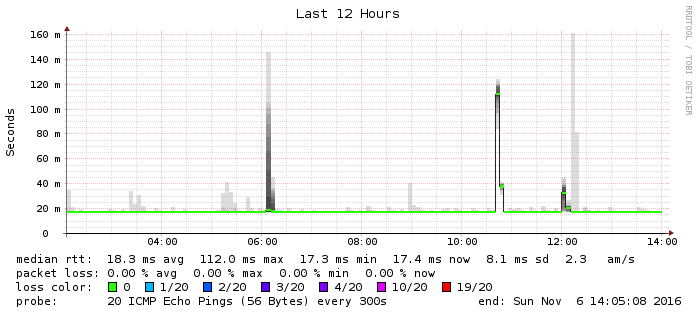 Last 12 Hours
RRDTOOL / TOBI OETIKER
Seconds
160 m
140 m
120 m
100 m
80 m
60 m
40 m
20 m
0
04:00 06:00 08:00 10:00 12:00 14:00
median rtt: 18.3 ms avg 112.0 ms max 17.3 ms min 17.4 ms now 8.1 ms sd 2.3 am/s
packet loss: 0.00 % avg 0.00 % max 0.00 % min 0.00 % now
loss color: 0 1/20 2/20 3/20 4/20 10/20 19/20
probe: 20 ICMP Echo Pings (56 Bytes) every 300s end: Sun Nov 6 14:05:08 2016